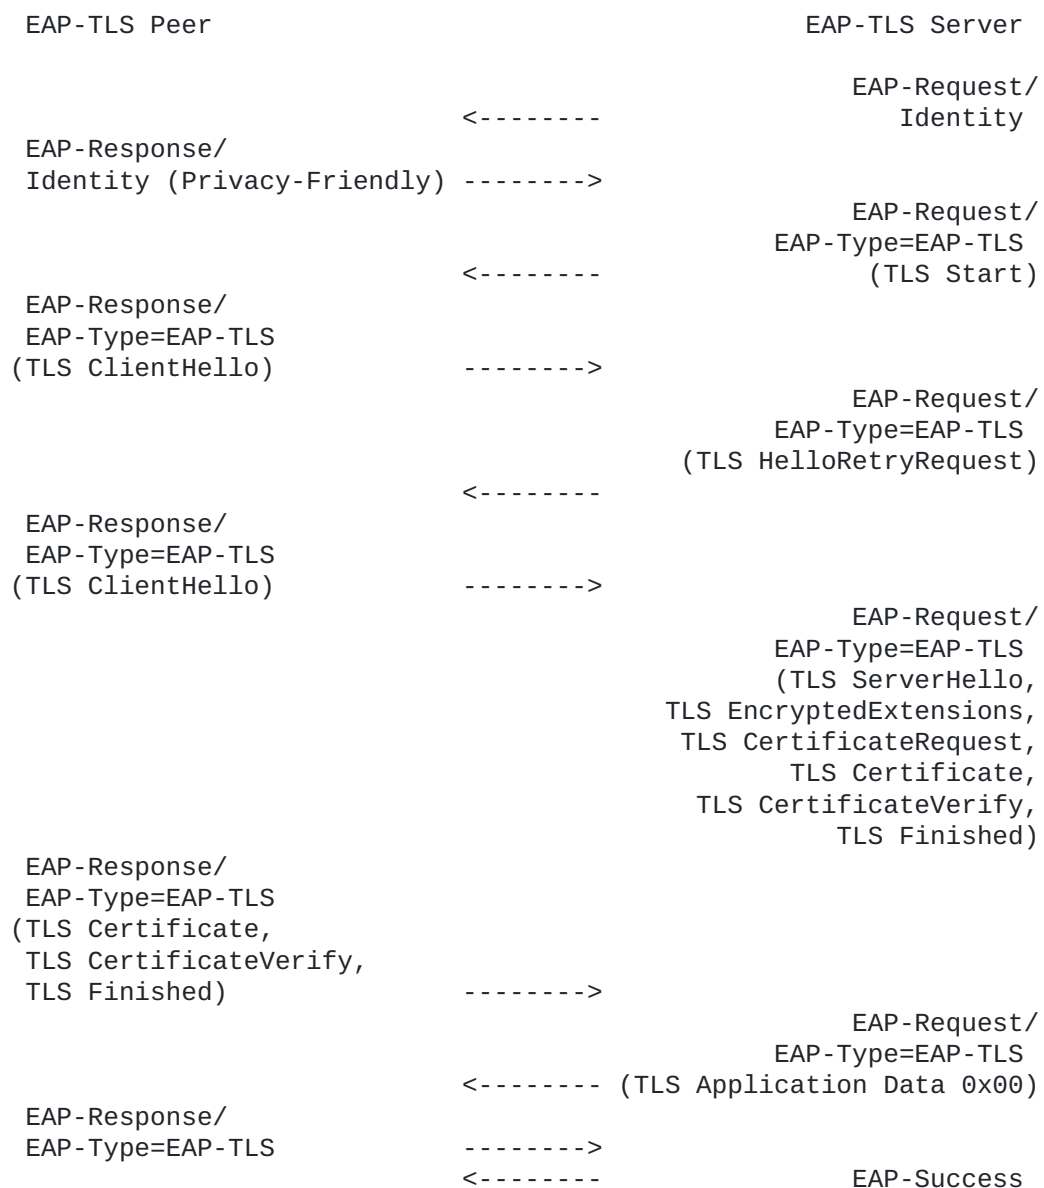 EAP-TLS Peer                                      EAP-TLS Server
                                                     EAP-Request/
                             <--------                   Identity
EAP-Response/
Identity (Privacy-Friendly) -------->
                                                     EAP-Request/
                                                EAP-Type=EAP-TLS
                             <--------                 (TLS Start)
EAP-Response/
EAP-Type=EAP-TLS
(TLS ClientHello)            -------->
                                                     EAP-Request/
                                                EAP-Type=EAP-TLS
                                          (TLS HelloRetryRequest)
                             <--------
EAP-Response/
EAP-Type=EAP-TLS
(TLS ClientHello)            -------->
                                                     EAP-Request/
                                                EAP-Type=EAP-TLS
                                                (TLS ServerHello,
                                         TLS EncryptedExtensions,
                                          TLS CertificateRequest,
                                                 TLS Certificate,
                                           TLS CertificateVerify,
                                                    TLS Finished)
EAP-Response/
EAP-Type=EAP-TLS
(TLS Certificate,
TLS CertificateVerify,
TLS Finished)               -------->
                                                     EAP-Request/
                                                EAP-Type=EAP-TLS
                             <-------- (TLS Application Data 0x00)
EAP-Response/
EAP-Type=EAP-TLS            -------->
                             <--------                EAP-Success